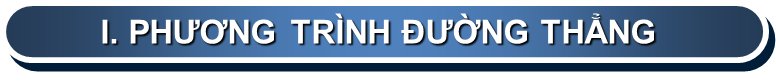 I. PHƯƠNG TRÌNH ĐƯỜNG THẲNG